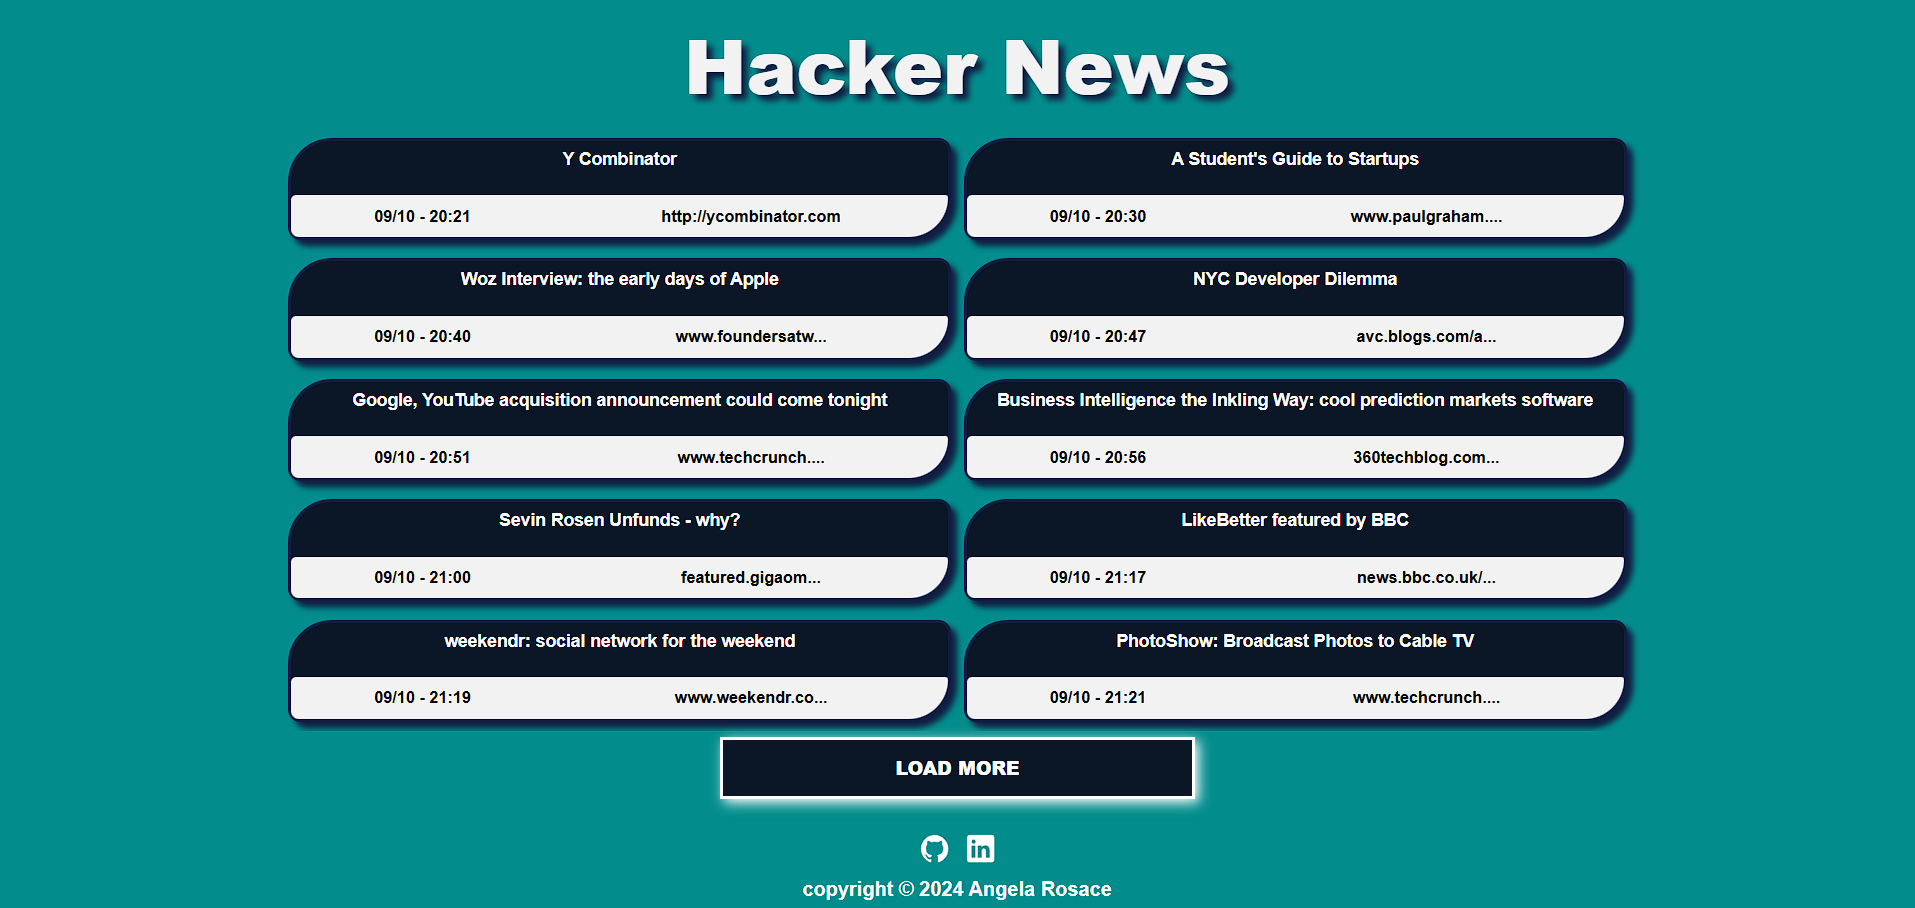 Hacker News
Y Combinator
09/10 - 20:21 http://ycombinator.com
A Student's Guide to Startups
09/10 - 20:30 www.paulgraham....
Woz Interview: the early days of Apple
09/10 - 20:40 www.foundersatw...
NYC Developer Dilemma
09/10 - 20:47 avc.blogs.com/a...
Google, YouTube acquisition announcement could come tonight
09/10 - 20:51 www.techcrunch....
Business Intelligence the Inkling Way: cool prediction markets software
09/10 - 20:56 360techblog.com...
Sevin Rosen Unfunds - why?
09/10 - 21:00 featured.gigaom...
LikeBetter featured by BBC
09/10 - 21:17 news.bbc.co.uk/...
weekendr: social network for the weekend
09/10 - 21:19 www.weekendr.co...
PhotoShow: Broadcast Photos to Cable TV
09/10 - 21:21 www.techcrunch....
LOAD MORE
in
copyright © 2024 Angela Rosace